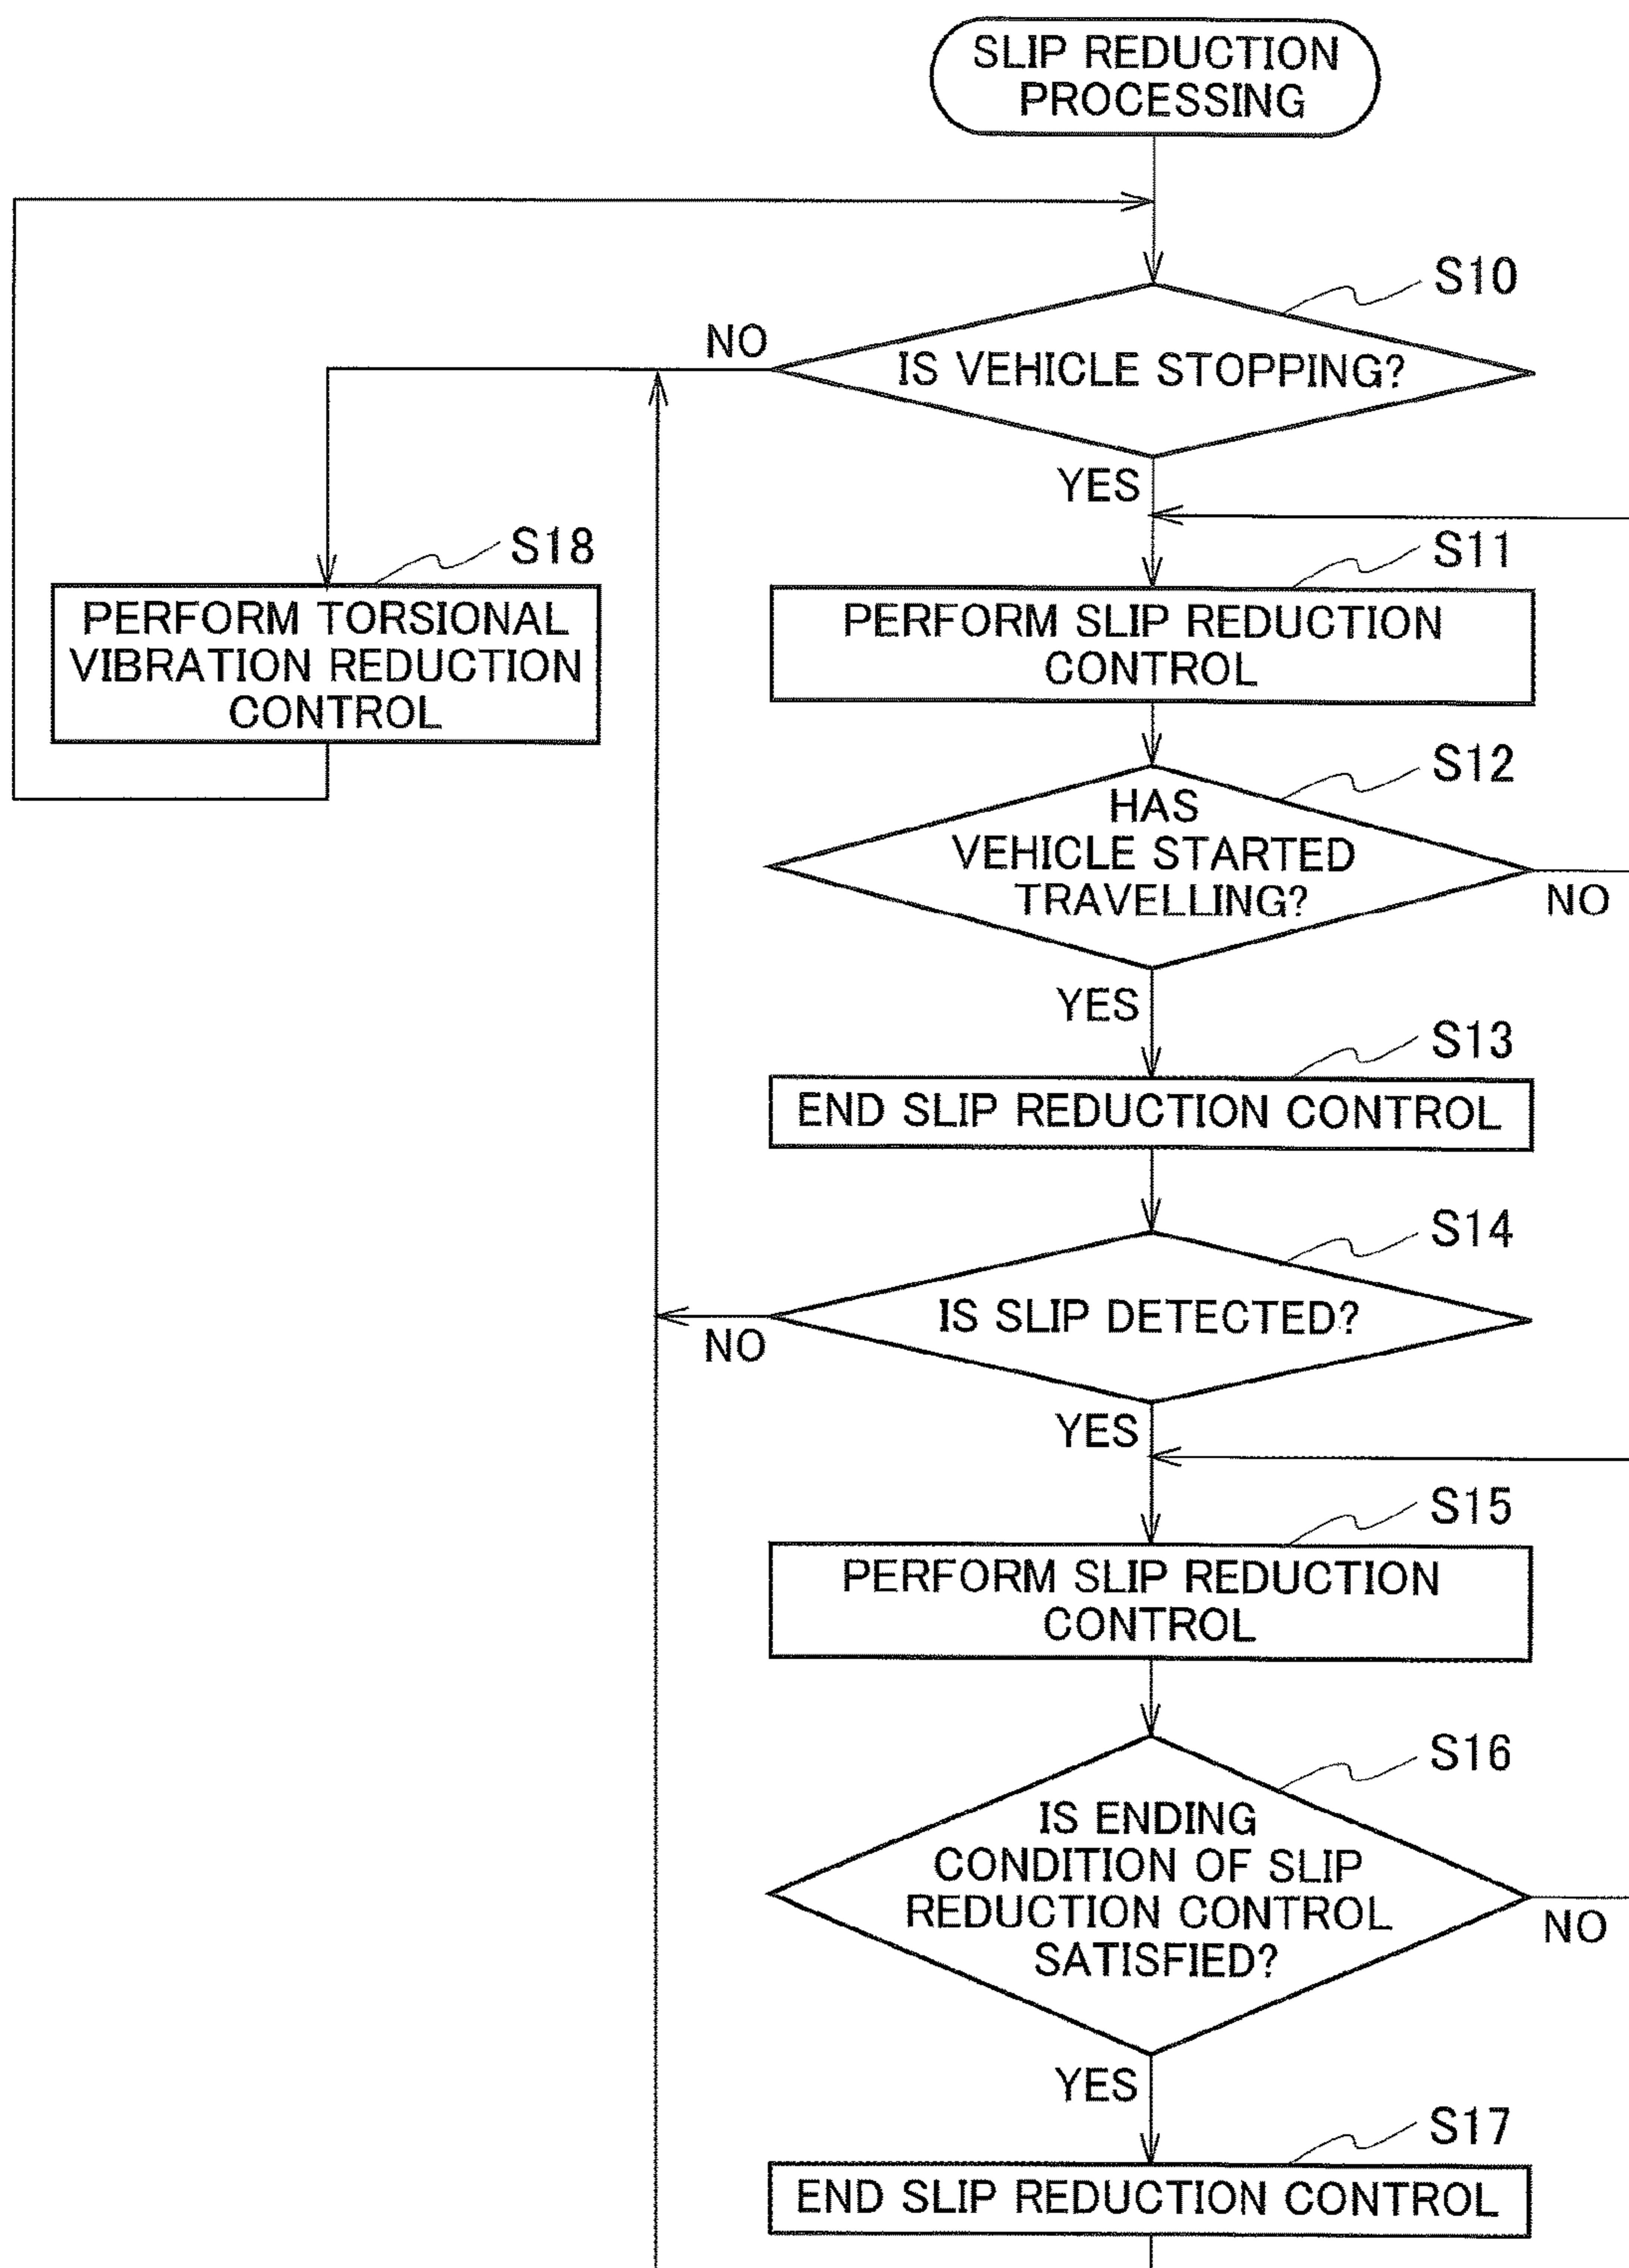 SLIP REDUCTION
PROCESSING
S10
NO
IS VEHICLE STOPPING?
YES
S18
PERFORM TORSIONAL
VIBRATION REDUCTION
CONTROL
S11
PERFORM SLIP REDUCTION
CONTROL
S12
HAS
VEHICLE STARTED
TRAVELLING?
NO
YES
S13
END SLIP REDUCTION CONTROL
S14
IS SLIP DETECTED?
NO
YES
S15
PERFORM SLIP REDUCTION
CONTROL
S16
IS ENDING
CONDITION OF SLIP
REDUCTION CONTROL
SATISFIED?
NO
YES
S17
END SLIP REDUCTION CONTROL